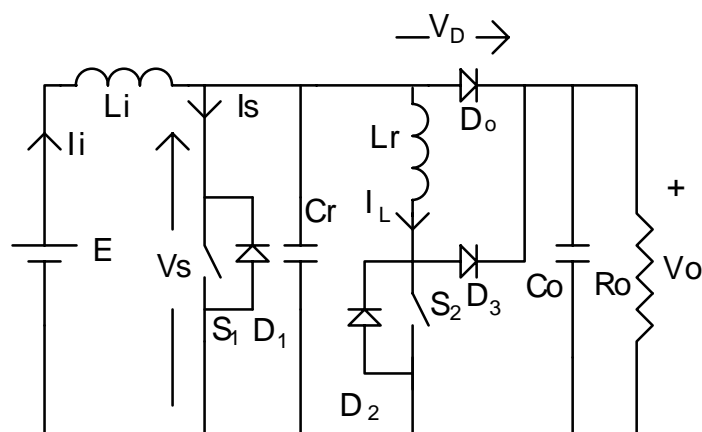 V_D
Li
Is
D_o
Ii
Lr
I_L
+
Cr
E
Vs
S_2
D_3
Co
Ro
Vo
S_1
D_1
D_2